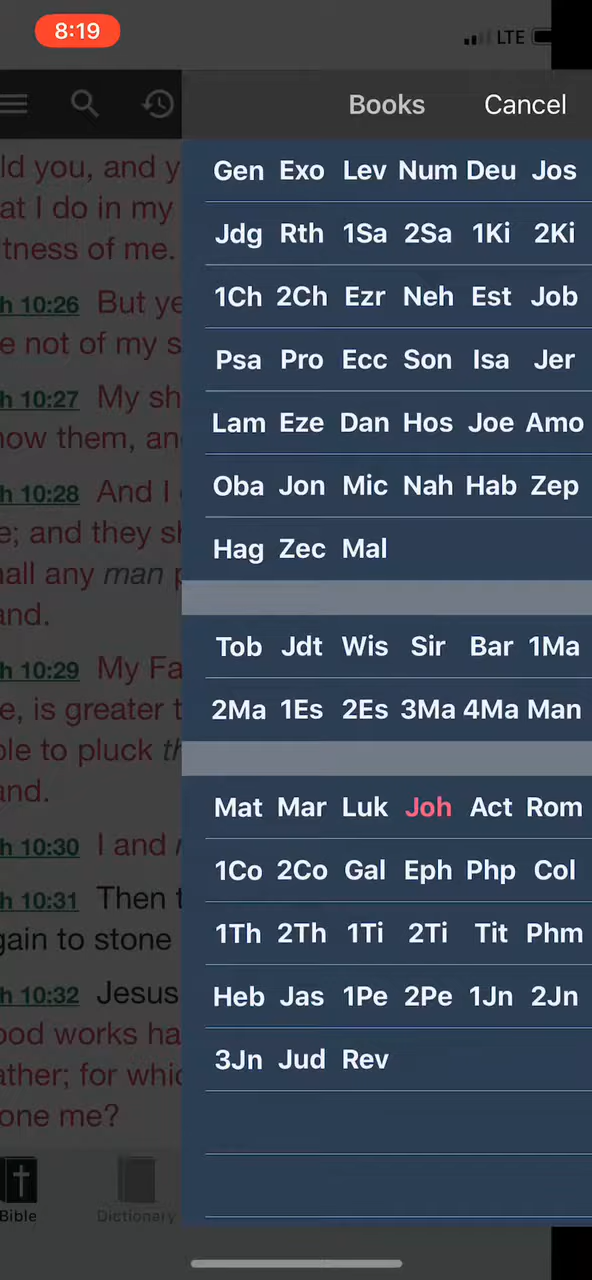 8:19
LTE
Books Cancel
ld you, and y
at I do in my
tness of me.
h 10:26 But ye
e not of my s
h 10:27 My sh
now them, an
h 10:28 And I
e; and they sh
hall any man p
and.
h 10:29 My Fa
e, is greater t
ble to pluck th
and.
h 10:30 I and
h 10:31 Then t
gain to stone
h 10:32 Jesus
ood works ha
ather; for whic
one me?
Bible Dictionary
Gen Exo Lev Num Deu Jos
Jdg Rth 1Sa 2Sa 1Ki 2Ki
1Ch 2Ch Ezr Neh Est Job
Psa Pro Ecc Son Isa Jer
Lam Eze Dan Hos Joe Amo
Oba Jon Mic Nah Hab Zep
Hag Zec Mal
Tob Jdt Wis Sir Bar 1Ma
2Ma 1Es 2Es 3Ma 4Ma Man
Mat Mar Luk Joh Act Rom
1Co 2Co Gal Eph Php Col
1Th 2Th 1Ti 2Ti Tit Phm
Heb Jas 1Pe 2Pe 1Jn 2Jn
3Jn Jud Rev